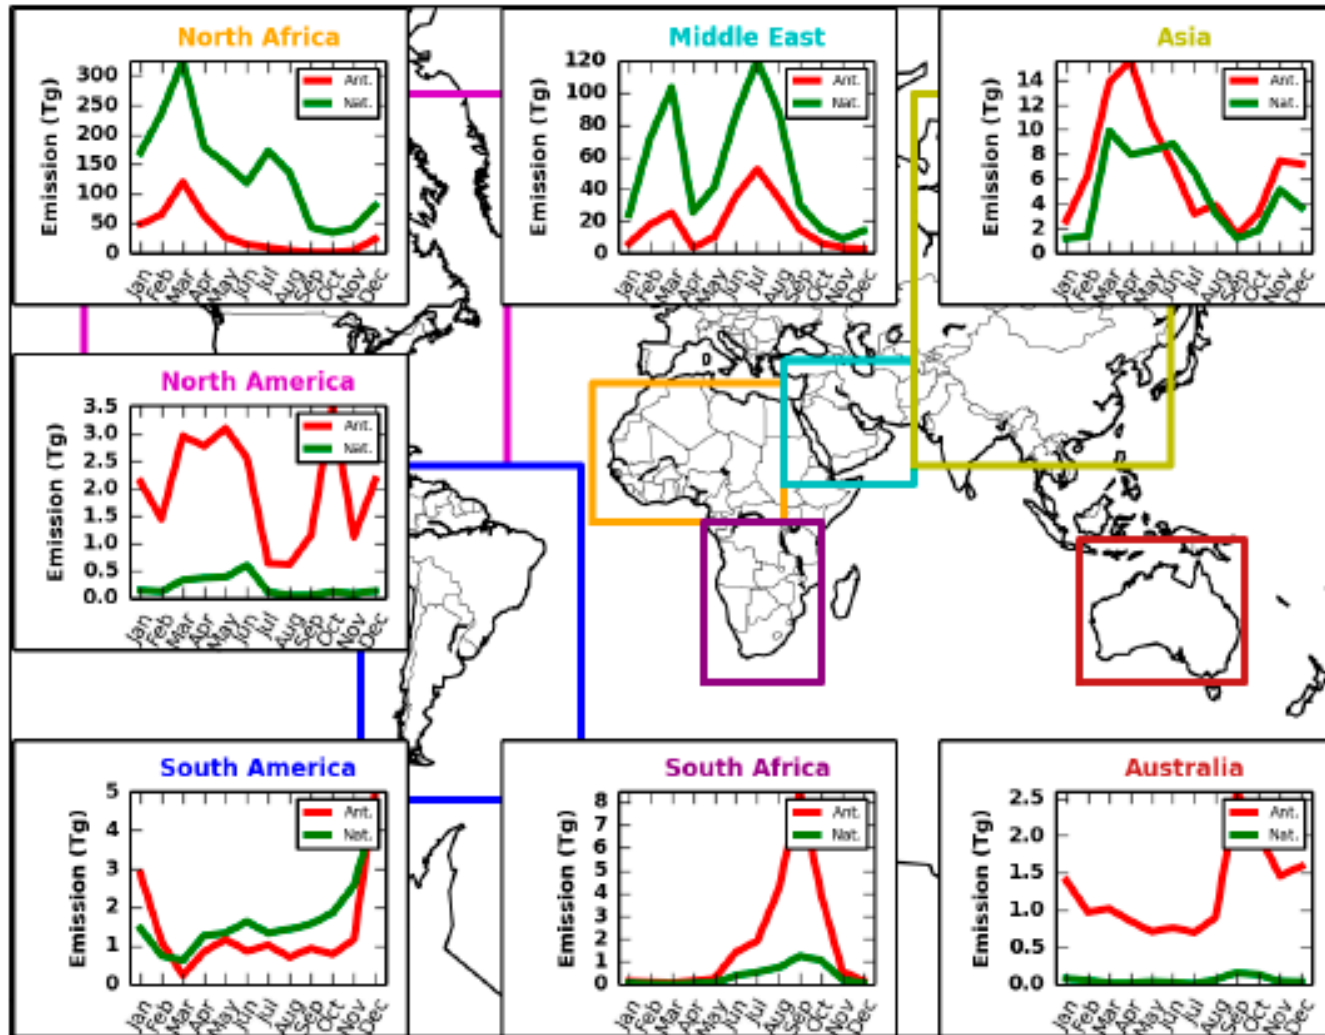 North Africa
Emission (Tg)
300
250
200
150
100
50
0
Ant.
Nat.
Jan Feb Mar Apr May Jun Jul Aug Sep Oct Nov Dec
Middle East
Emission (Tg)
120
100
80
60
40
20
0
Ant.
Nat.
Jan Feb Mar Apr May Jun Jul Aug Sep Oct Nov Dec
Asia
Emission (Tg)
14
12
10
8
6
4
2
0
Ant.
Nat.
Jan Feb Mar Apr May Jun Jul Aug Sep Oct Nov Dec
North America
Emission (Tg)
3.5
3.0
2.5
2.0
1.5
1.0
0.5
0.0
Ant.
Nat.
Jan Feb Mar Apr May Jun Jul Aug Sep Oct Nov Dec
South America
Emission (Tg)
5
4
3
2
1
0
Ant.
Nat.
Jan Feb Mar Apr May Jun Jul Aug Sep Oct Nov Dec
South Africa
Emission (Tg)
8
7
6
5
4
3
2
1
0
Ant.
Nat.
Jan Feb Mar Apr May Jun Jul Aug Sep Oct Nov Dec
Australia
Emission (Tg)
2.5
2.0
1.5
1.0
0.5
0.0
Ant.
Nat.
Jan Feb Mar Apr May Jun Jul Aug Sep Oct Nov Dec